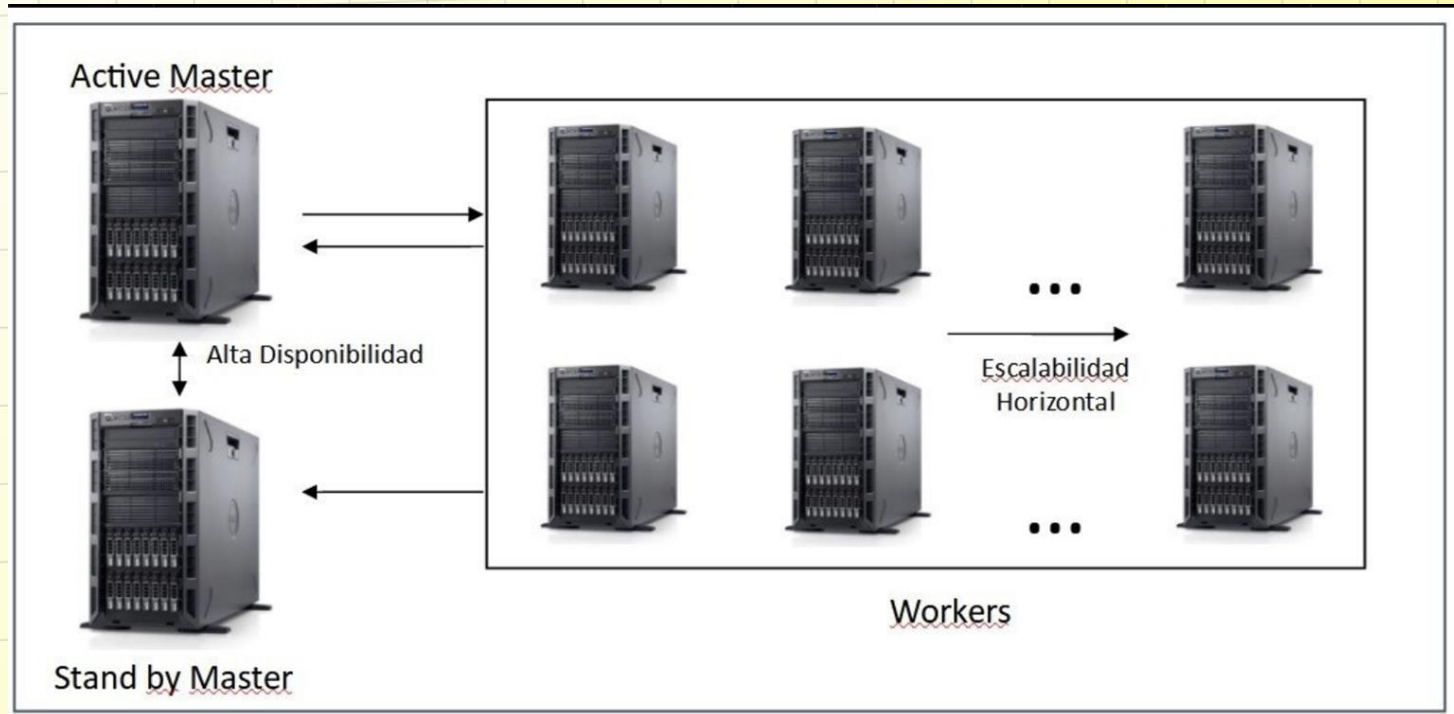 Active Master
Alta Disponibilidad
Stand by Master
...
Escalabilidad
Horizontal
...
Workers